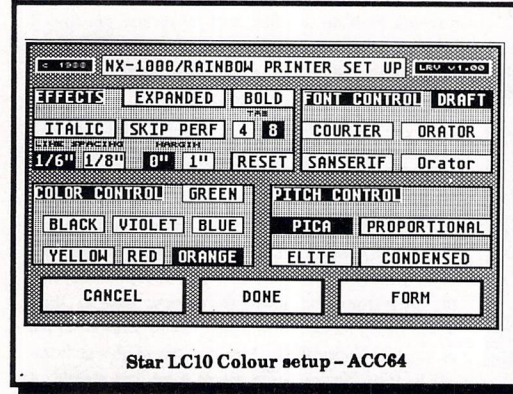 c 1988 NX-1000/RAINBOW PRINTER SET UP LRV v1.00
EFFECTS EXPANDED BOLD
TAB
ITALIC SKIP PERF 4 8
LINE SPACING MARGIN
1/6" 1/8" 0" 1" RESET
FONT CONTROL DRAFT
COURIER ORATOR
SANSERIF Orator
COLOR CONTROL GREEN
BLACK VIOLET BLUE
YELLOW RED ORANGE
PITCH CONTROL
PICA PROPORTIONAL
ELITE CONDENSED
CANCEL DONE FORM
Star LC10 Colour setup – ACC64